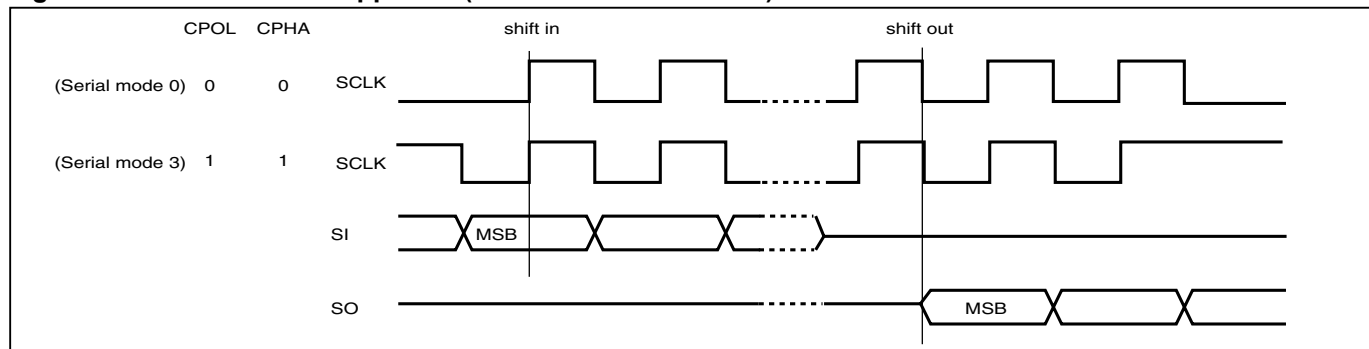 CPOL CPHA shift in shift out
(Serial mode 0) 0 0 SCLK
(Serial mode 3) 1 1 SCLK
SI MSB
SO MSB